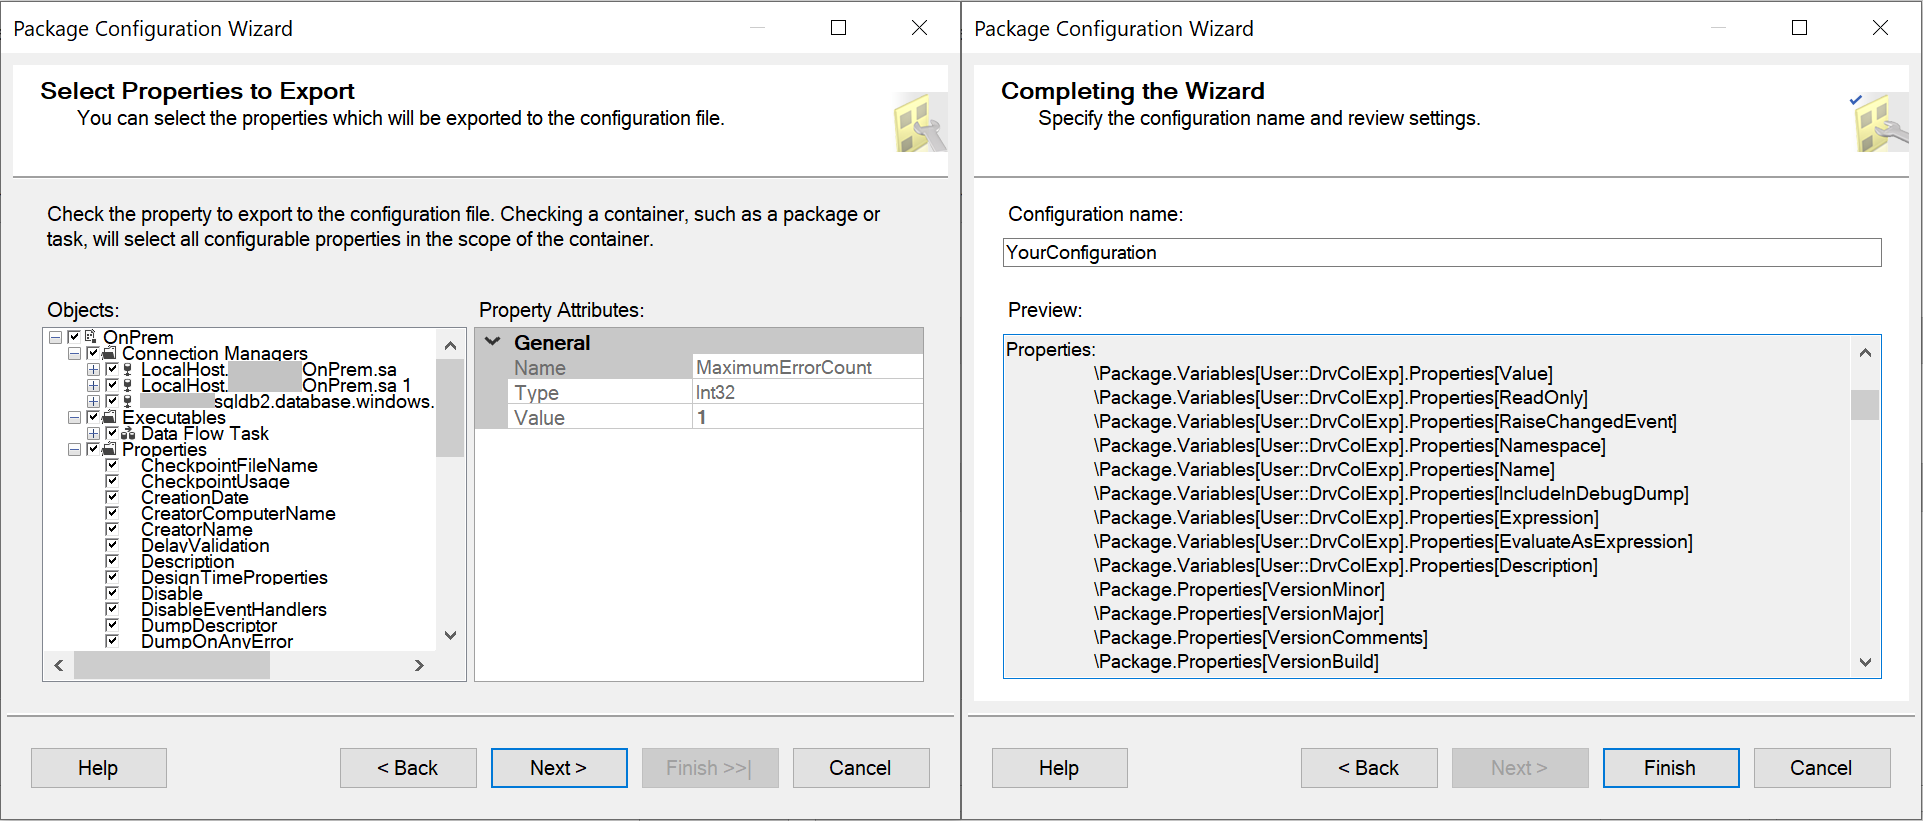 Package Configuration Wizard
Select Properties to Export
You can select the properties which will be exported to the configuration file.
Check the property to export to the configuration file. Checking a container, such as a package or
task, will select all configurable properties in the scope of the container.
Objects:
OnPrem
Connection Managers
LocalHost. OnPrem.sa
LocalHost. OnPrem.sa 1
sqldb2.database.windows.
Executables
Data Flow Task
Properties
CheckpointFileName
CheckpointUsage
CreationDate
CreatorComputerName
CreatorName
DelayValidation
Description
DesignTimeProperties
Disable
DisableEventHandlers
DumpDescriptor
DumpOnAnyError
Property Attributes:
General
Name MaximumErrorCount
Type Int32
Value 1
Help
< Back
Next >
Finish >>|
Cancel
Package Configuration Wizard
Completing the Wizard
Specify the configuration name and review settings.
Configuration name:
YourConfiguration
Preview:
Properties:
\Package.Variables[User::DrvColExp].Properties[Value]
\Package.Variables[User::DrvColExp].Properties[ReadOnly]
\Package.Variables[User::DrvColExp].Properties[RaiseChangedEvent]
\Package.Variables[User::DrvColExp].Properties[Namespace]
\Package.Variables[User::DrvColExp].Properties[Name]
\Package.Variables[User::DrvColExp].Properties[IncludeInDebugDump]
\Package.Variables[User::DrvColExp].Properties[Expression]
\Package.Variables[User::DrvColExp].Properties[EvaluateAsExpression]
\Package.Variables[User::DrvColExp].Properties[Description]
\Package.Properties[VersionMinor]
\Package.Properties[VersionMajor]
\Package.Properties[VersionComments]
\Package.Properties[VersionBuild]
Help
< Back
Next >
Finish
Cancel